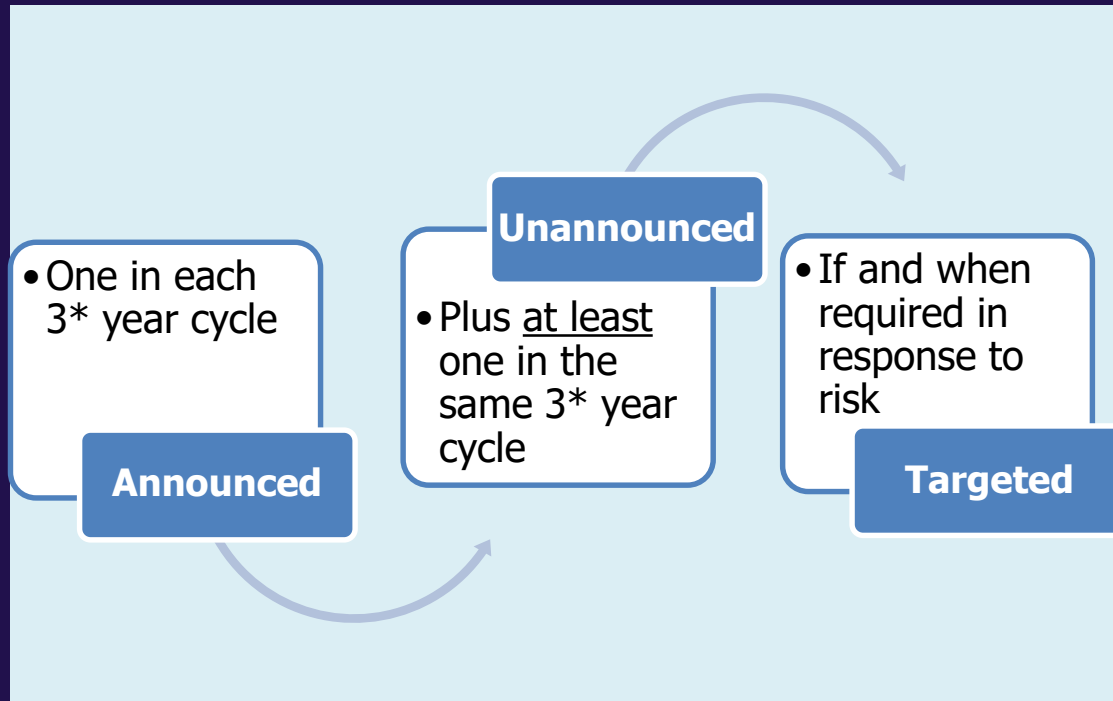 • One in each
3* year cycle
Announced
Unannounced
• Plus at least
one in the
same 3* year
cycle
• If and when
required in
response to
risk
Targeted